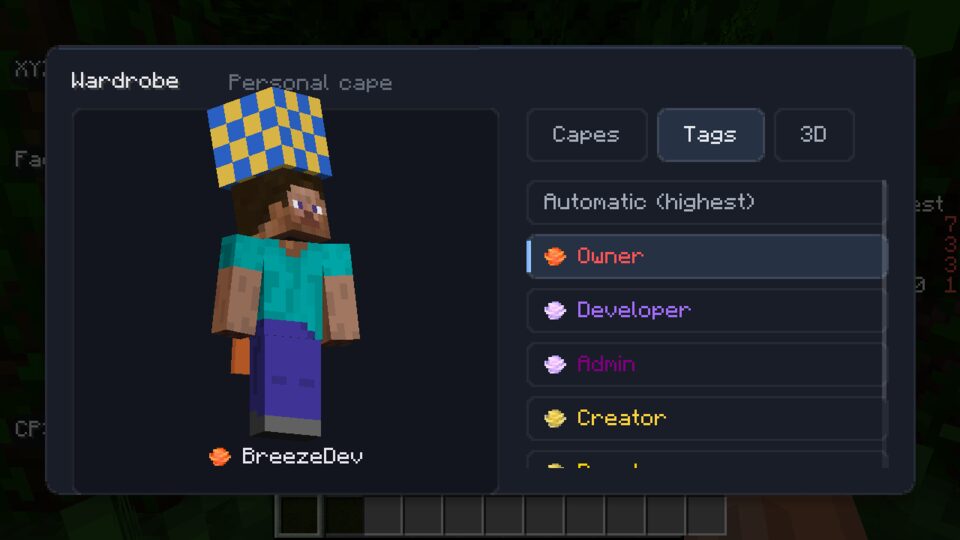 Wardrobe Personal cape
Capes Tags 3D
Automatic (highest)
Owner
Developer
Admin
Creator
BreezeDev